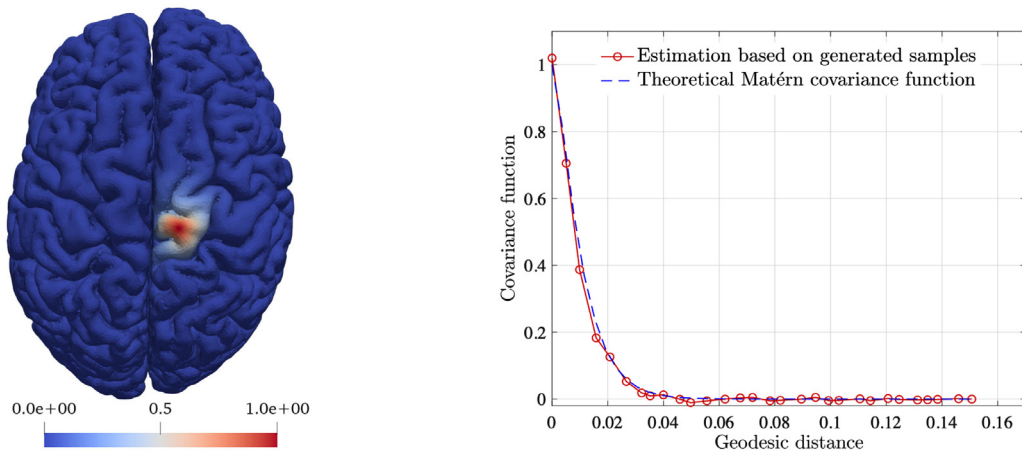 0.0e+00 0.5 1.0e+00
Estimation based on generated samples
Theoretical Matérn covariance function
Covariance function
1
0.8
0.6
0.4
0.2
0
0 0.02 0.04 0.06 0.08 0.1 0.12 0.14 0.16
Geodesic distance